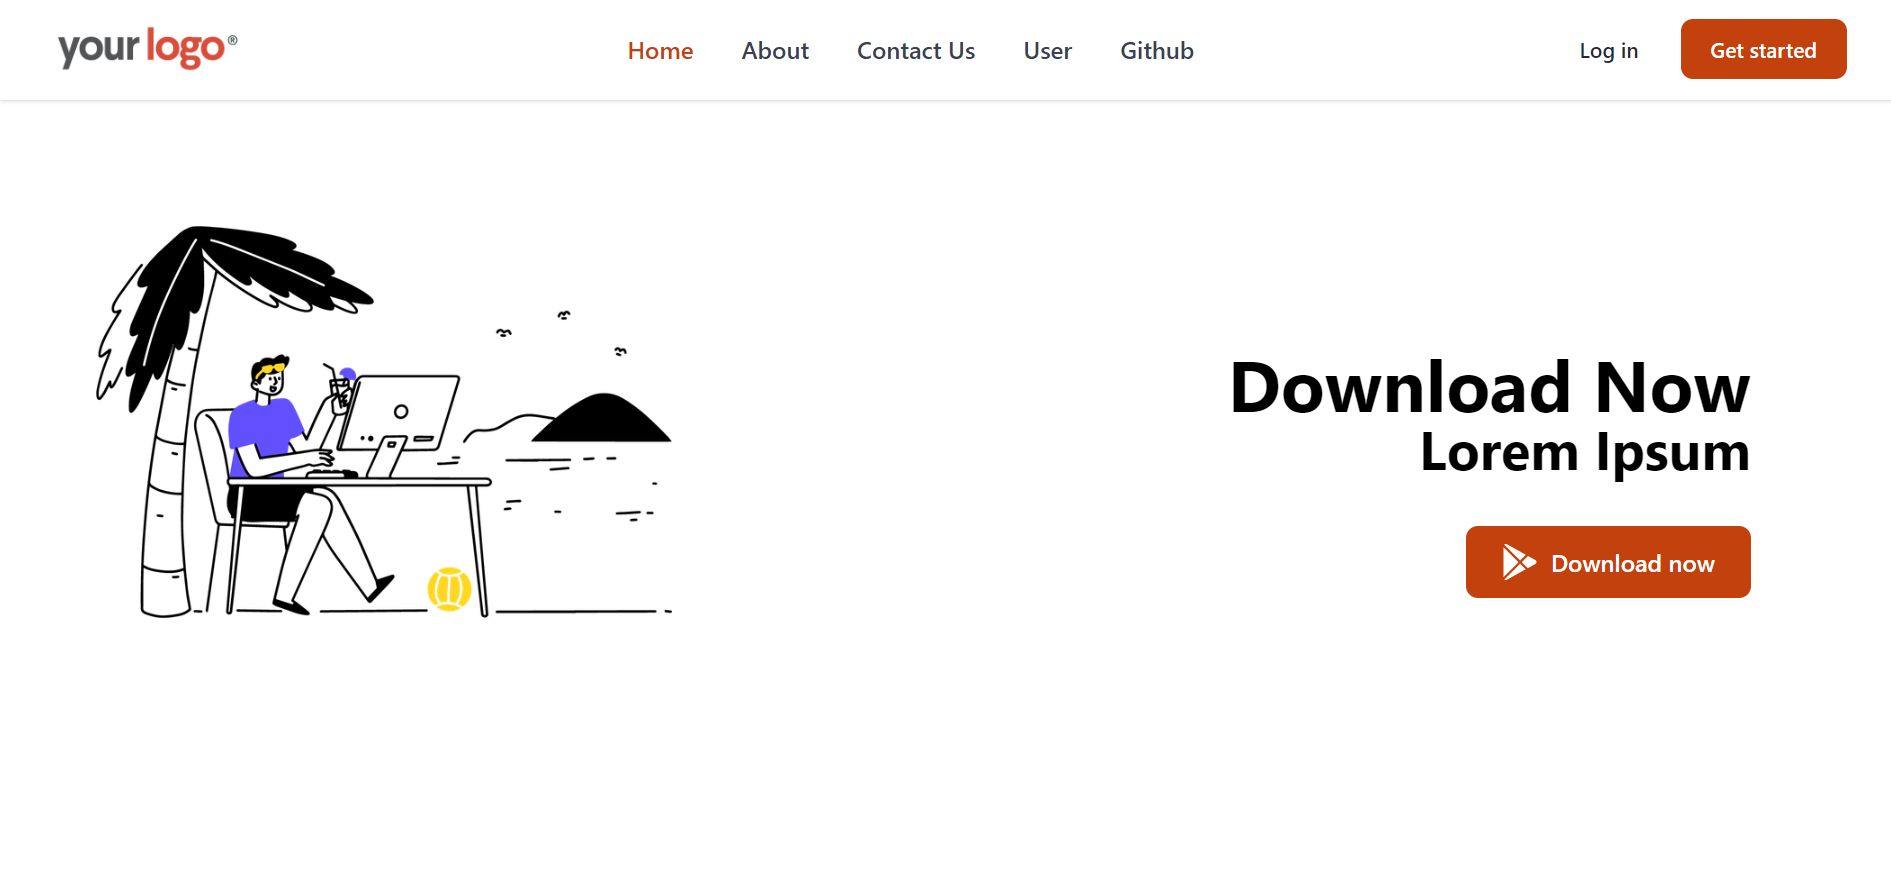 your logo®
Home About Contact Us User Github
Log in Get started
Download Now
Lorem Ipsum
Download now